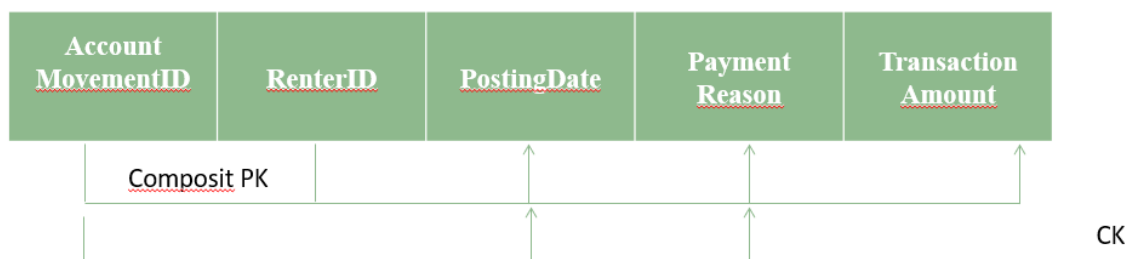 Account
MovementID
RenterID
PostingDate
Payment
Reason
Transaction
Amount
Composit PK
CK